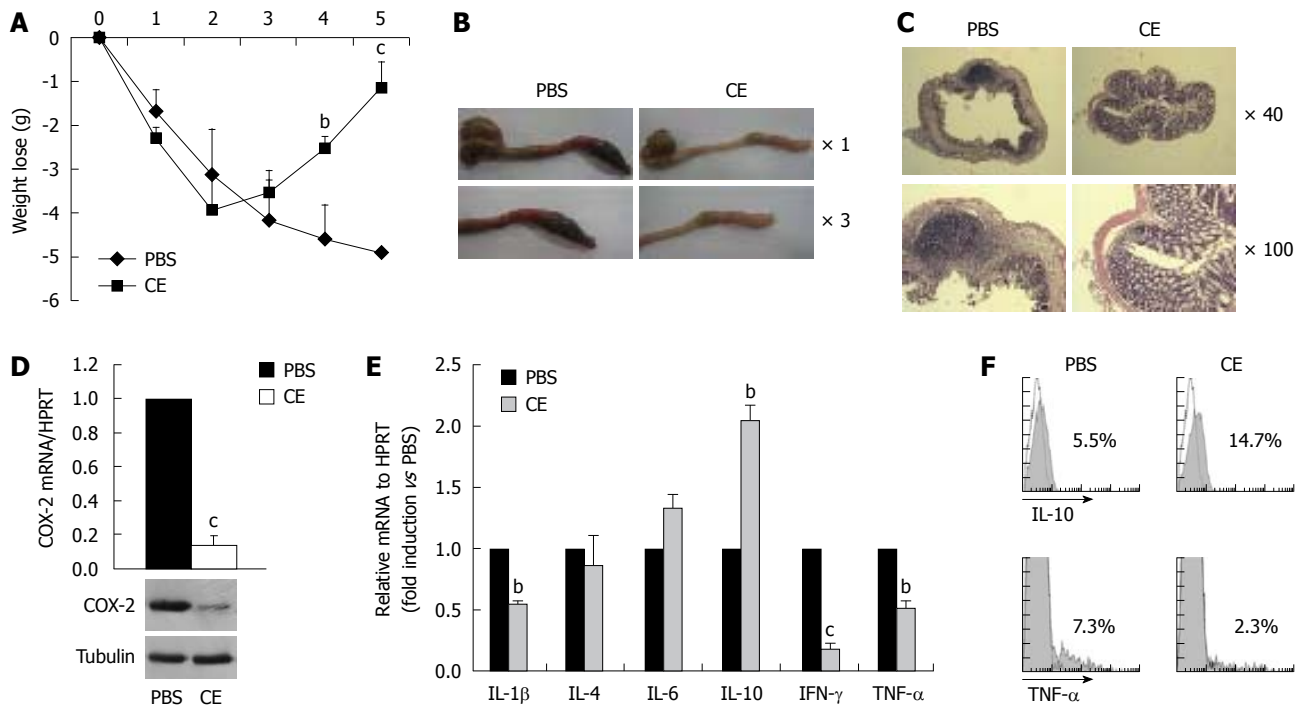 A
0 1 2 3 4 5
0
-1
-2
-3
-4
-5
-6
Weight lose (g)
b
c
PBS
CE
B
PBS CE
× 1
× 3
C
PBS CE
× 40
× 100
D
1.2
1.0
0.8
0.6
0.4
0.2
0.0
COX-2 mRNA/HPRT
PBS
CE
c
COX-2
Tubulin
PBS CE
E
2.5
2.0
1.5
1.0
0.5
0.0
Relative mRNA to HPRT
(fold induction vs PBS)
PBS
CE
b
b
c
b
IL-1β IL-4 IL-6 IL-10 IFN-γ TNF-α
F
PBS CE
5.5% 14.7%
IL-10
7.3% 2.3%
TNF-α